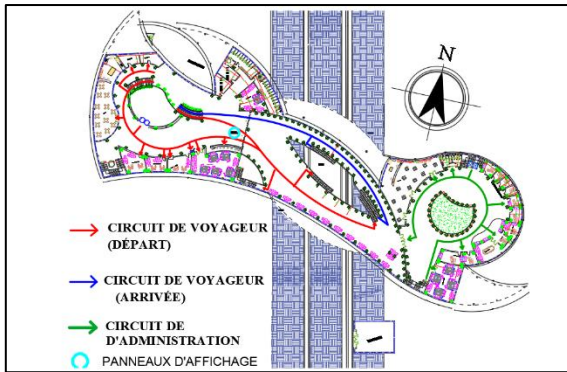 N
CIRCUIT DE VOYAGEUR
(DÉPART)
CIRCUIT DE VOYAGEUR
(ARRIVÉE)
CIRCUIT DE
D'ADMINISTRATION
PANNEAUX D'AFFICHAGE